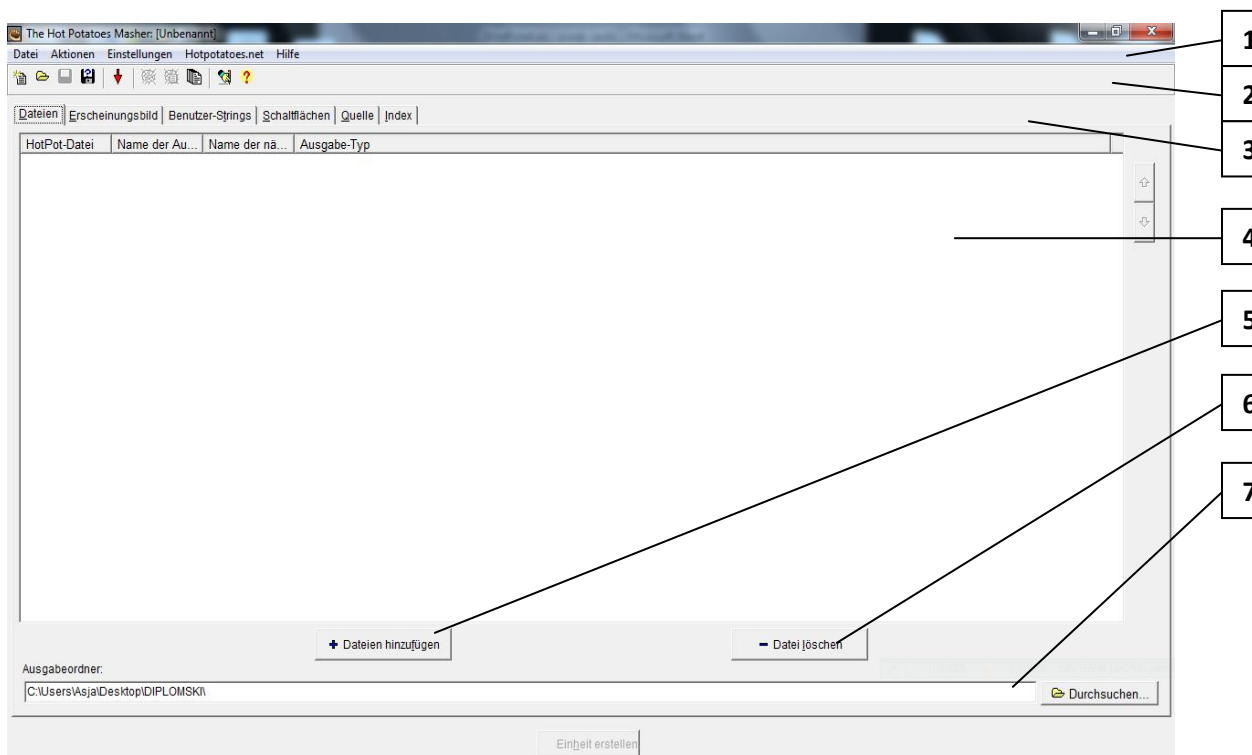 The Hot Potatoes Masher: [Unbenannt]
Datei Aktionen Einstellungen Hotpotatoes.net Hilfe
Dateien Erscheinungsbild Benutzer-Strings Schaltflächen Quelle Index
HotPot-Datei Name der Au... Name der nä... Ausgabe-Typ
+ Dateien hinzufügen - Datei löschen
Ausgabeordner:
C:\Users\Asja\Desktop\DIPLOMSKI\ Durchsuchen...
Einheit erstellen
1
2
3
4
5
6
7